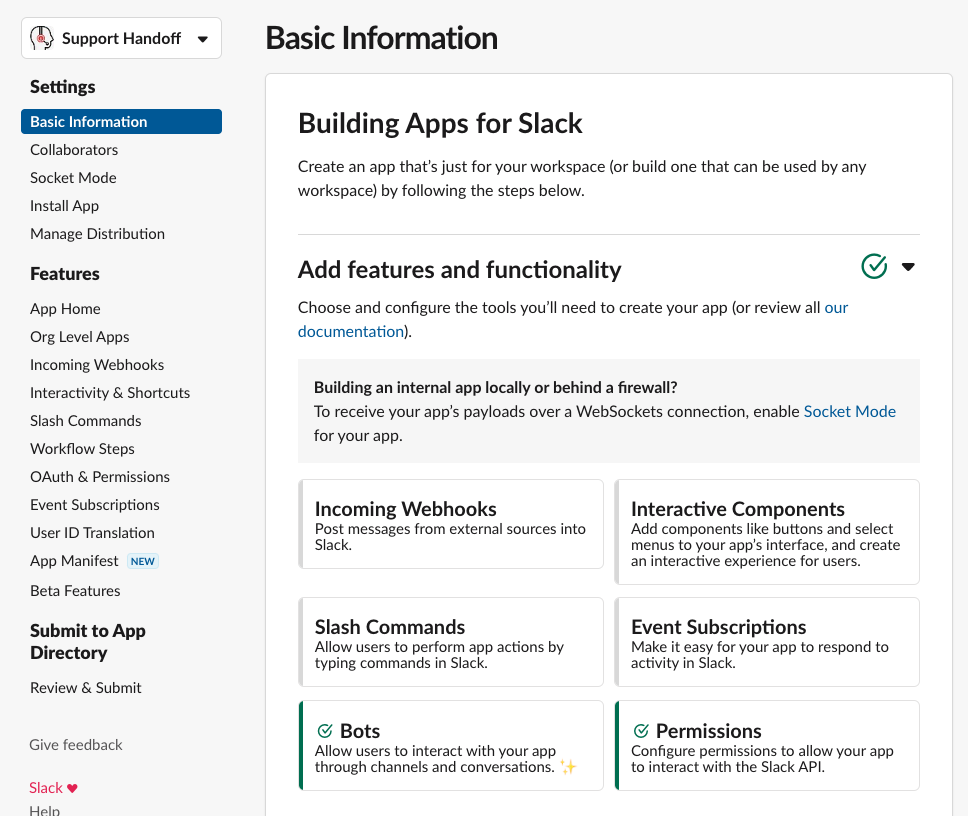 Support Handoff
Settings
Basic Information
Collaborators
Socket Mode
Install App
Manage Distribution
Features
App Home
Org Level Apps
Incoming Webhooks
Interactivity & Shortcuts
Slash Commands
Workflow Steps
OAuth & Permissions
Event Subscriptions
User ID Translation
App Manifest NEW
Beta Features
Submit to App
Directory
Review & Submit
Give feedback
Slack ♥
Help
Basic Information
Building Apps for Slack
Create an app that’s just for your workspace (or build one that can be used by any
workspace) by following the steps below.
Add features and functionality
Choose and configure the tools you’ll need to create your app (or review all our
documentation).
Building an internal app locally or behind a firewall?
To receive your app’s payloads over a WebSockets connection, enable Socket Mode
for your app.
Incoming Webhooks
Post messages from external sources into
Slack.
Interactive Components
Add components like buttons and select
menus to your app’s interface, and create
an interactive experience for users.
Slash Commands
Allow users to perform app actions by
typing commands in Slack.
Event Subscriptions
Make it easy for your app to respond to
activity in Slack.
Bots
Allow users to interact with your app
through channels and conversations. ✨
Permissions
Configure permissions to allow your app
to interact with the Slack API.